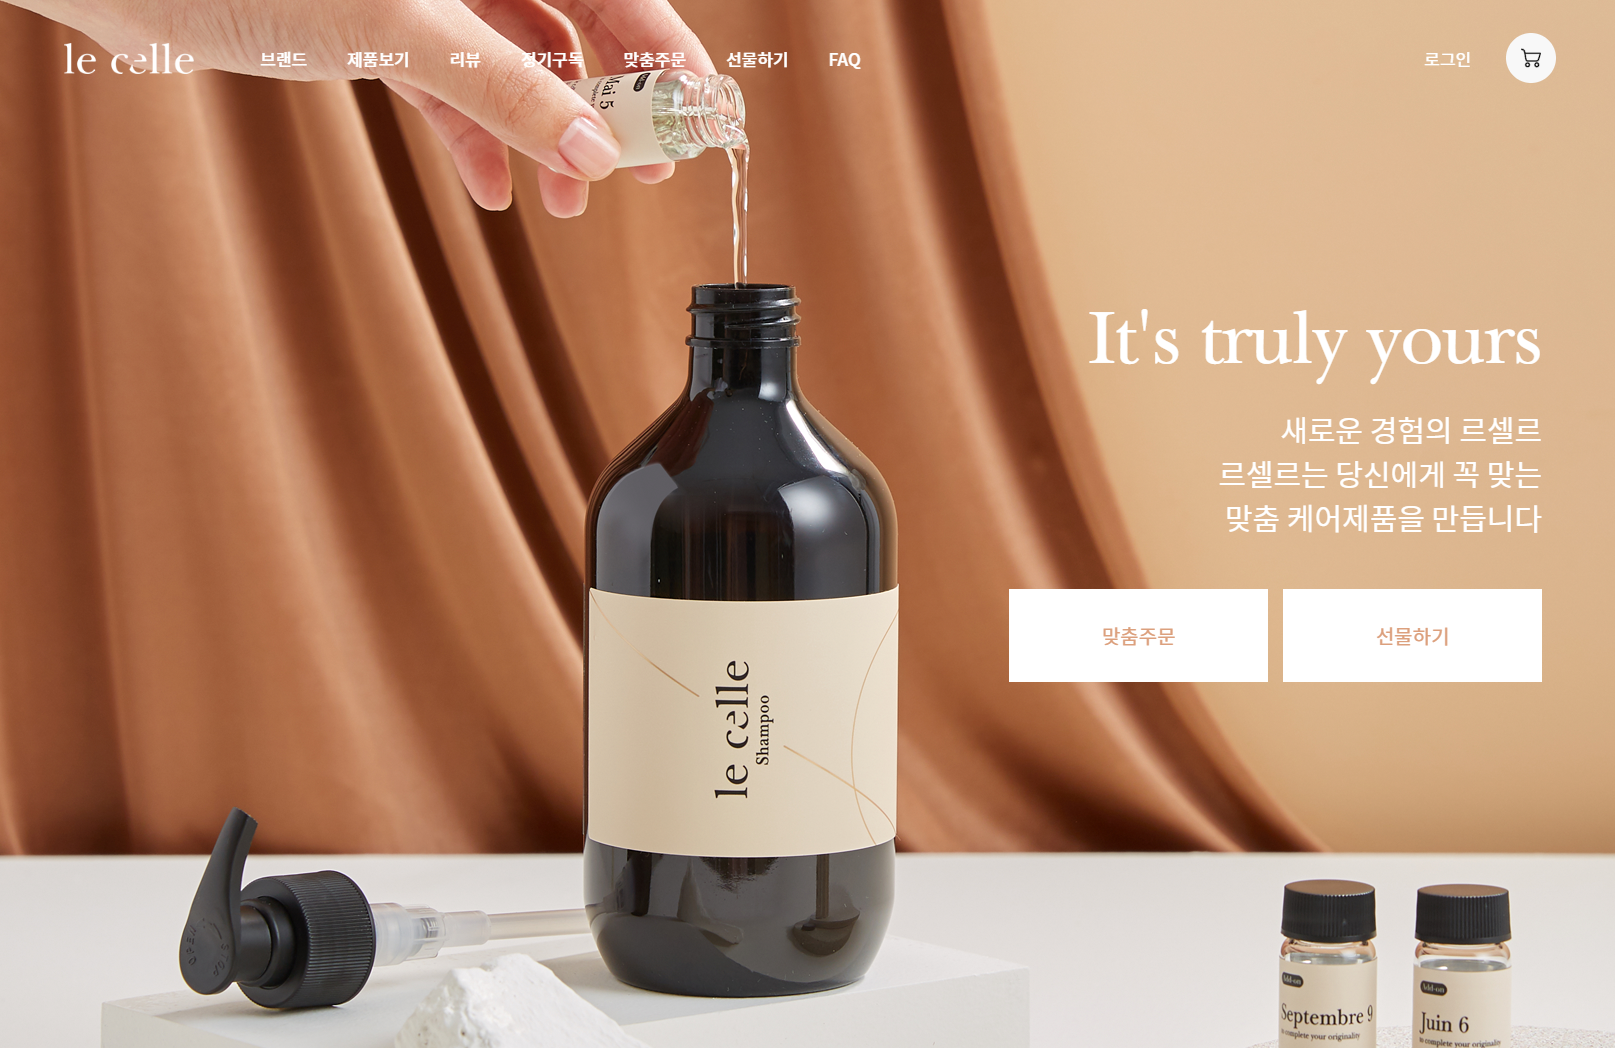 le celle
브랜드
제품보기
리뷰
정기구독
맞춤주문
선물하기
FAQ
로그인
Mai 5
It's truly yours
새로운 경험의 르셀르
르셀르는 당신에게 꼭 맞는
맞춤 케어제품을 만듭니다
맞춤주문
선물하기
le celle
Shampoo
OPEN
STOP
Add-on
Septembre 9
to complete your originality
Add-on
Juin 6
to complete your originality